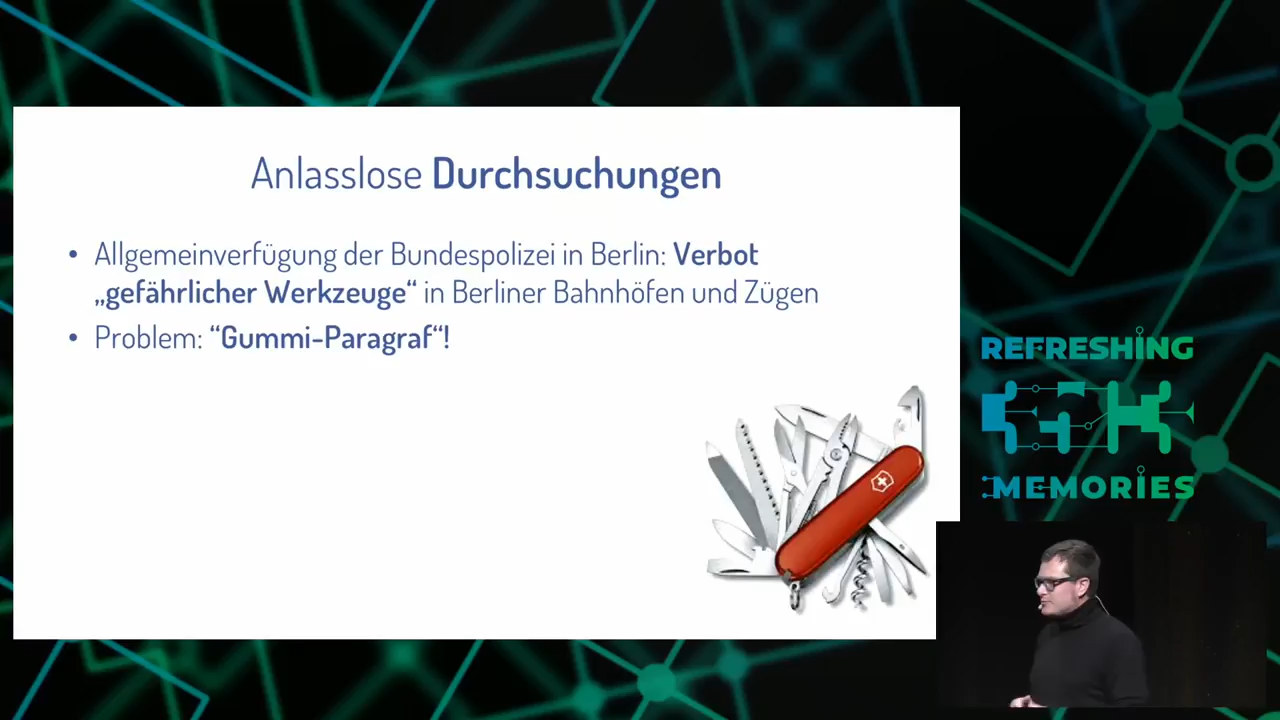 Anlasslose Durchsuchungen
• Allgemeinverfügung der Bundespolizei in Berlin: Verbot
„gefährlicher Werkzeuge“ in Berliner Bahnhöfen und Zügen
• Problem: “Gummi-Paragraf“!
REFRESHING
MEMORIES